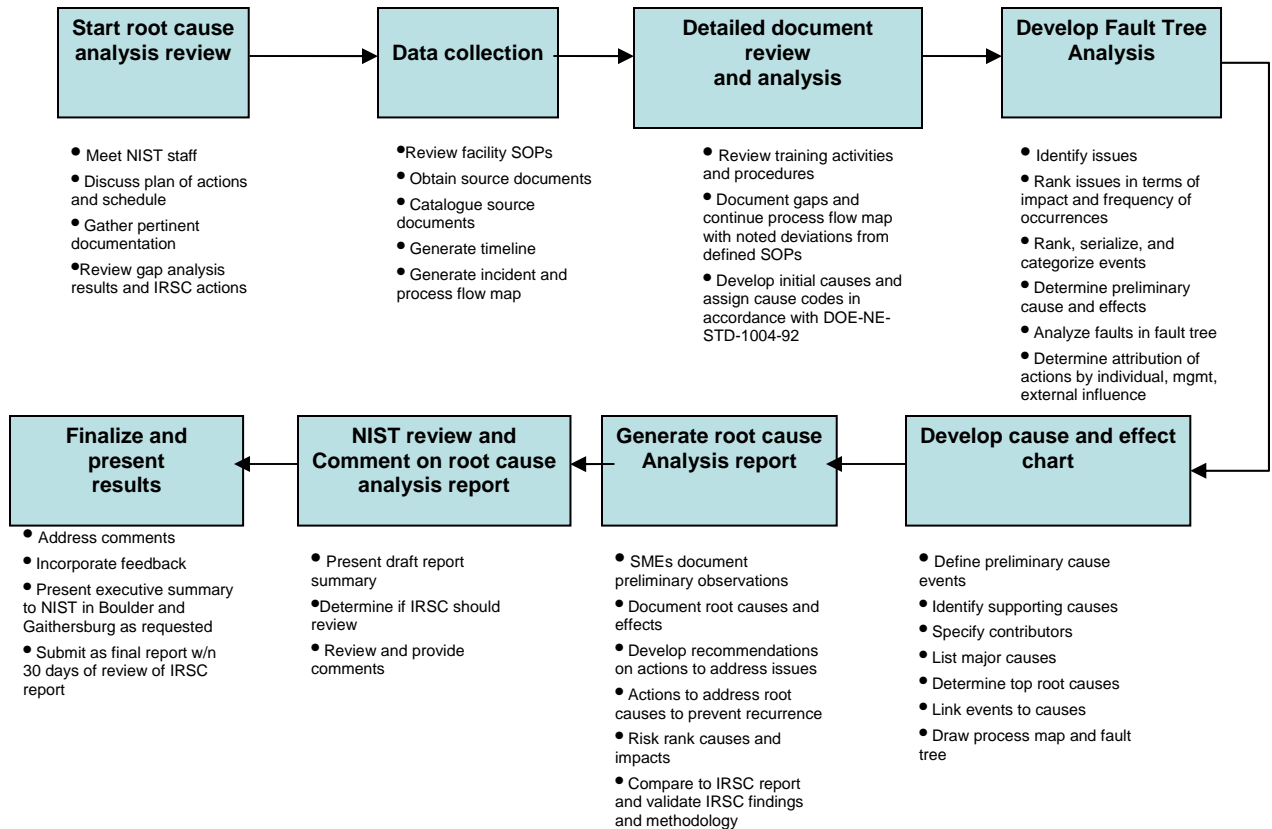 Start root cause
analysis review
• Meet NIST staff
• Discuss plan of actions
and schedule
• Gather pertinent
documentation
•Review gap analysis
results and IRSC actions
Data collection
•Review facility SOPs
• Obtain source documents
• Catalogue source
documents
• Generate timeline
• Generate incident and
process flow map
Detailed document
review
and analysis
• Review training activities
and procedures
• Document gaps and
continue process flow map
with noted deviations from
defined SOPs
• Develop initial causes and
assign cause codes in
accordance with DOE-NE-
STD-1004-92
Develop Fault Tree
Analysis
• Identify issues
• Rank issues in terms of
impact and frequency of
occurrences
• Rank, serialize, and
categorize events
• Determine preliminary
cause and effects
• Analyze faults in fault tree
• Determine attribution of
actions by individual, mgmt,
external influence
Develop cause and effect
chart
• Define preliminary cause
events
• Identify supporting causes
• Specify contributors
• List major causes
• Determine top root causes
• Link events to causes
• Draw process map and fault
tree
Generate root cause
Analysis report
• SMEs document
preliminary observations
• Document root causes and
effects
• Develop recommendations
on actions to address issues
• Actions to address root
causes to prevent recurrence
• Risk rank causes and
impacts
• Compare to IRSC report
and validate IRSC findings
and methodology
NIST review and
Comment on root cause
analysis report
• Present draft report
summary
•Determine if IRSC should
review
• Review and provide
comments
Finalize and
present
results
• Address comments
• Incorporate feedback
• Present executive summary
to NIST in Boulder and
Gaithersburg as requested
• Submit as final report w/n
30 days of review of IRSC
report